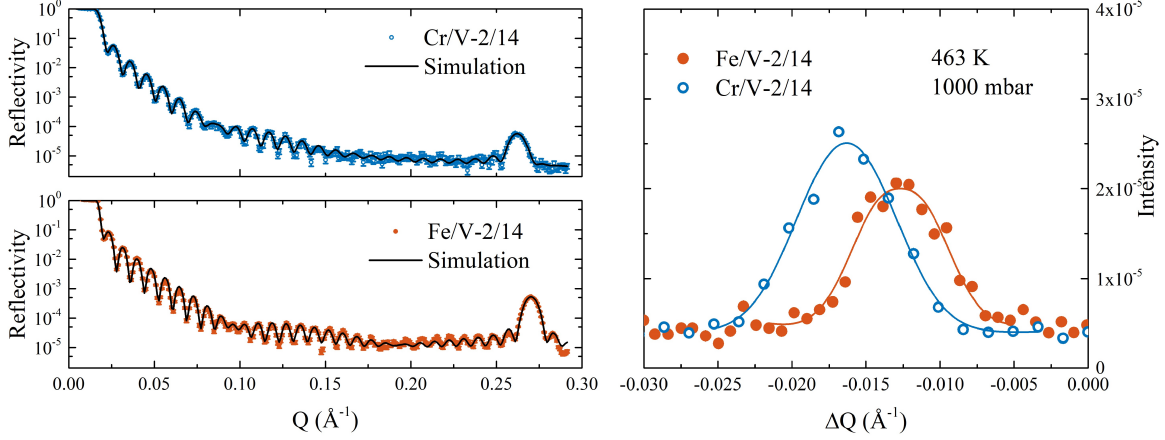 10⁰
10⁻¹
10⁻²
10⁻³
10⁻⁴
10⁻⁵
Reflectivity
Cr/V-2/14
Simulation
10⁰
10⁻¹
10⁻²
10⁻³
10⁻⁴
10⁻⁵
Reflectivity
Fe/V-2/14
Simulation
0.00 0.05 0.10 0.15 0.20 0.25 0.30
Q (Å⁻¹)
Fe/V-2/14 463 K
Cr/V-2/14 1000 mbar
4x10⁻⁵
3x10⁻⁵
2x10⁻⁵
1x10⁻⁵
0
Intensity
-0.030 -0.025 -0.020 -0.015 -0.010 -0.005 0.000
ΔQ (Å⁻¹)